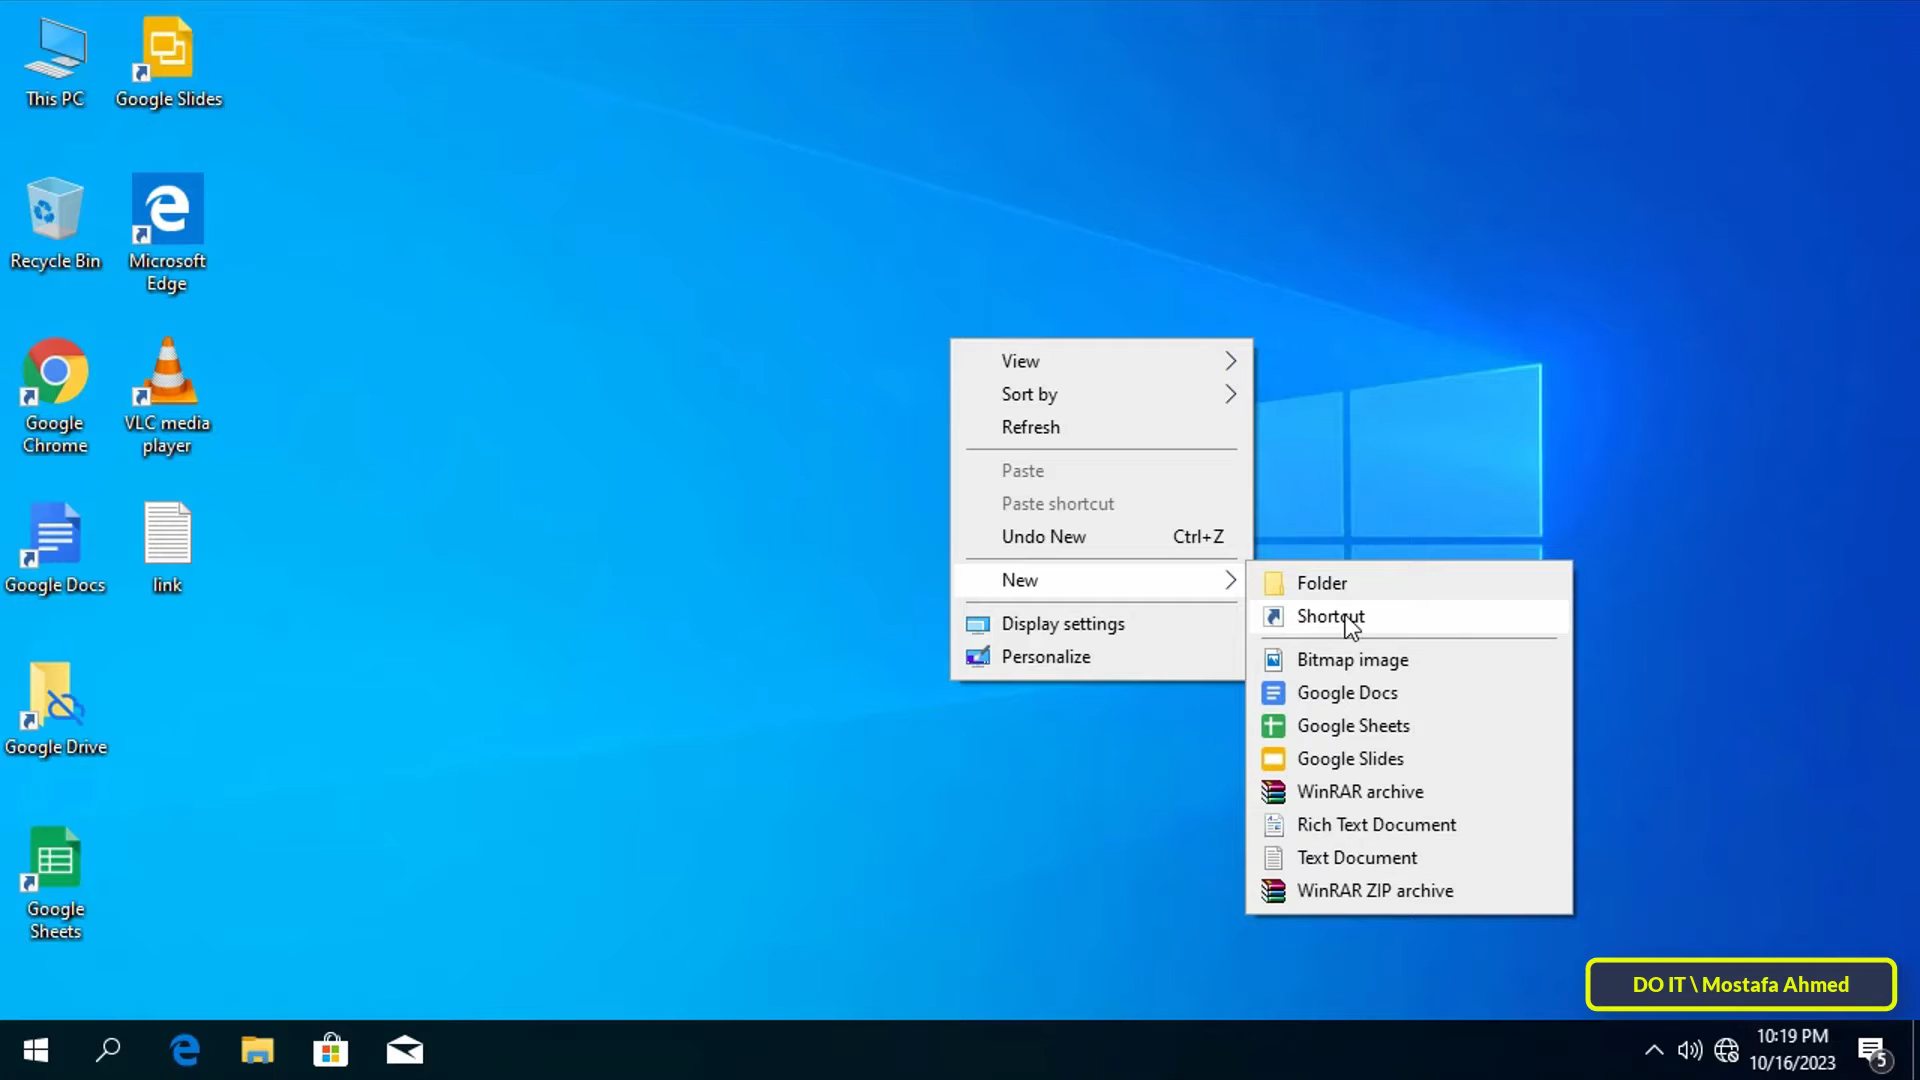 This PC
Google Slides
Recycle Bin
Microsoft
Edge
Google
Chrome
VLC media
player
Google Docs
link
Google Drive
Google
Sheets
View
Sort by
Refresh
Paste
Paste shortcut
Undo New Ctrl+Z
New
Display settings
Personalize
Folder
Shortcut
Bitmap image
Google Docs
Google Sheets
Google Slides
WinRAR archive
Rich Text Document
Text Document
WinRAR ZIP archive
DO IT \ Mostafa Ahmed
10:19 PM
10/16/2023
5